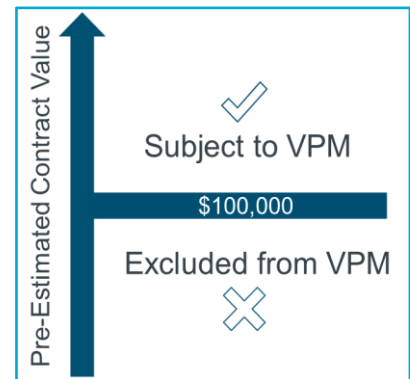 Pre-Estimated Contract Value
Subject to VPM
$100,000
Excluded from VPM